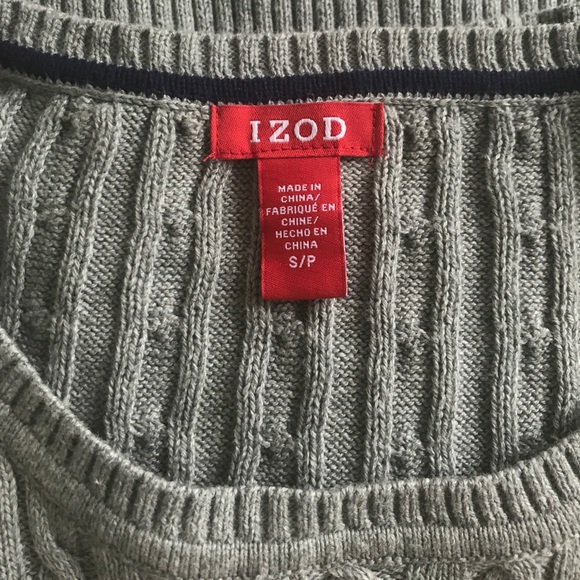 IZOD
MADE IN
CHINA/
FABRIQUÉ EN
CHINE/
HECHO EN
CHINA
S/P